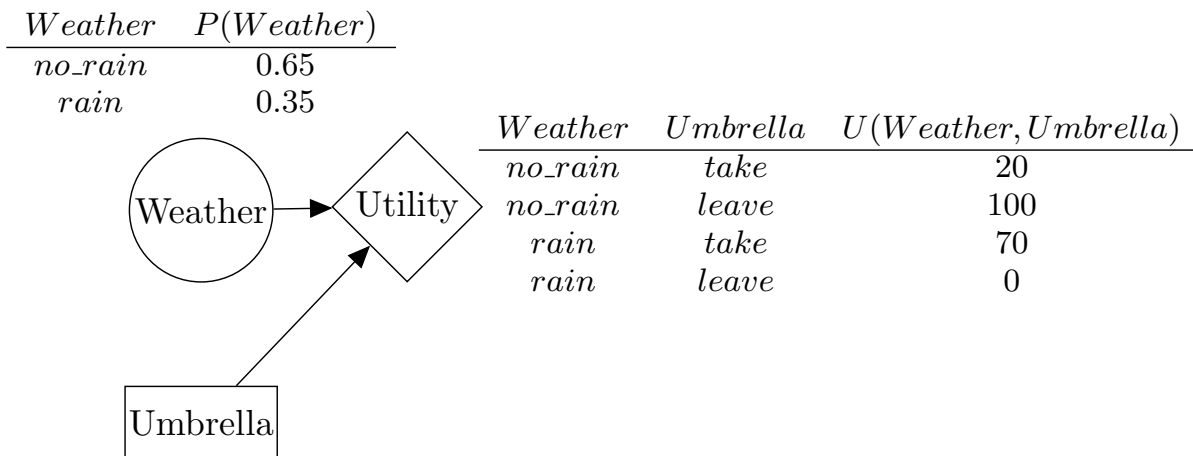 Weather P(Weather)
no_rain 0.65
rain 0.35
Weather Umbrella U(Weather, Umbrella)
no_rain take 20
no_rain leave 100
rain take 70
rain leave 0
Weather
Utility
Umbrella